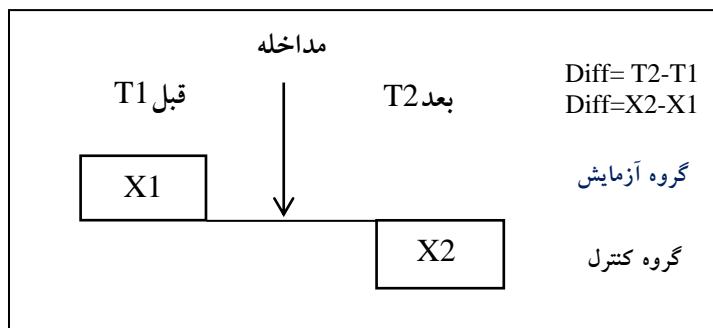 مداخله
قبل T1
بعد T2
Diff= T2-T1
Diff=X2-X1
X1
گروه آزمایش
X2
گروه کنترل